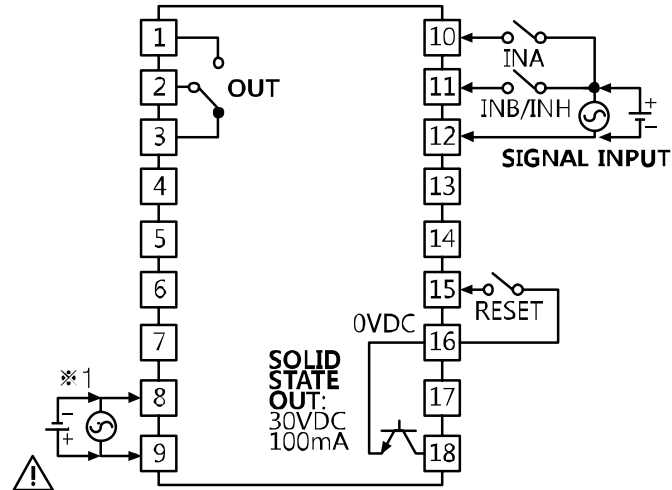 1
2
3
4
5
6
7
8
9
OUT
※1
−
+
10
11
12
13
14
15
16
17
18
INA
INB/INH
+
−
SIGNAL INPUT
RESET
0VDC
SOLID
STATE
OUT:
30VDC
100mA
!